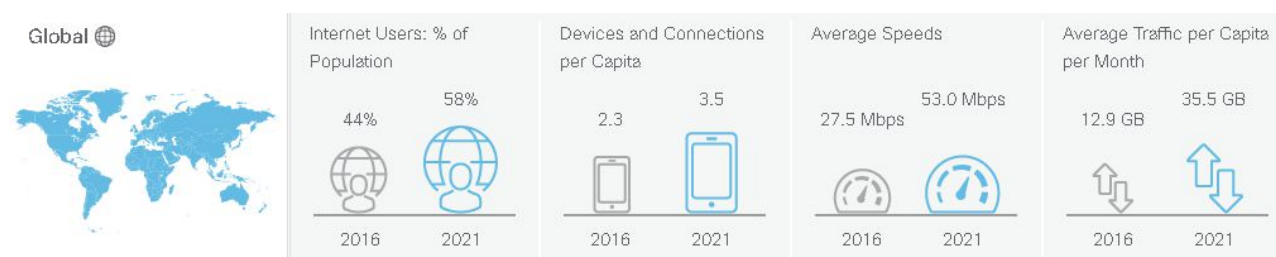 Global
Internet Users: % of
Population
44%
58%
2016
2021
Devices and Connections
per Capita
2.3
3.5
2016
2021
Average Speeds
27.5 Mbps
53.0 Mbps
2016
2021
Average Traffic per Capita
per Month
12.9 GB
35.5 GB
2016
2021